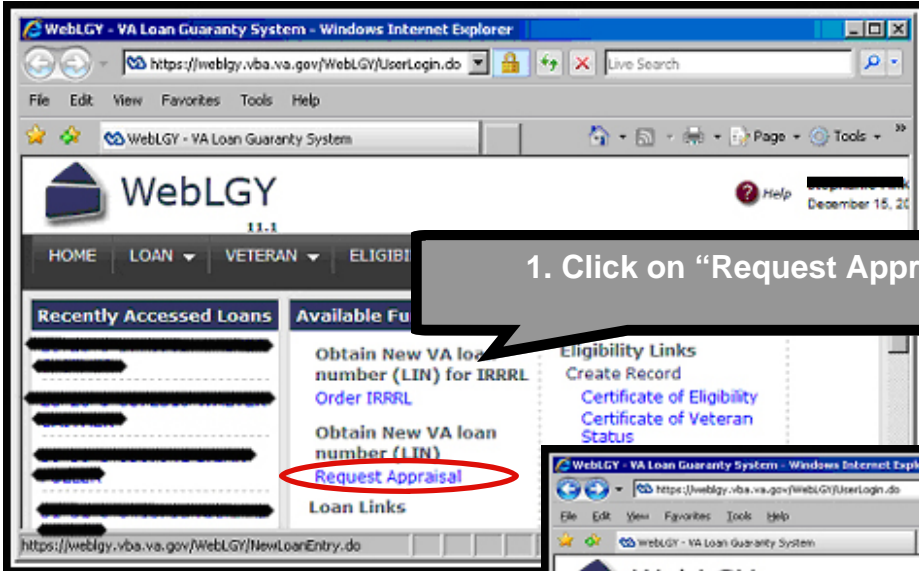 WebLGY - VA Loan Guaranty System - Windows Internet Explorer
https://weblgy.vba.va.gov/WebLGY/UserLogin.do
Live Search
File Edit View Favorites Tools Help
WebLGY - VA Loan Guaranty System
Page Tools
WebLGY
11.1
Help
December 15, 20
HOME LOAN VETERAN ELIGIBI
1. Click on “Request Appr
Recently Accessed Loans
Available Fu
Obtain New VA loan
number (LIN) for IRRRL
Order IRRRL
Obtain New VA loan
number (LIN)
Request Appraisal
Loan Links
Eligibility Links
Create Record
Certificate of Eligibility
Certificate of Veteran
Status
https://weblgy.vba.va.gov/WebLGY/NewLoanEntry.do
WebLGY - VA Loan Guaranty System - Windows Internet Expl
https://weblgy.vba.va.gov/WebLGY/UserLogin.do
File Edit View Favorites Tools Help
WebLGY - VA Loan Guaranty System